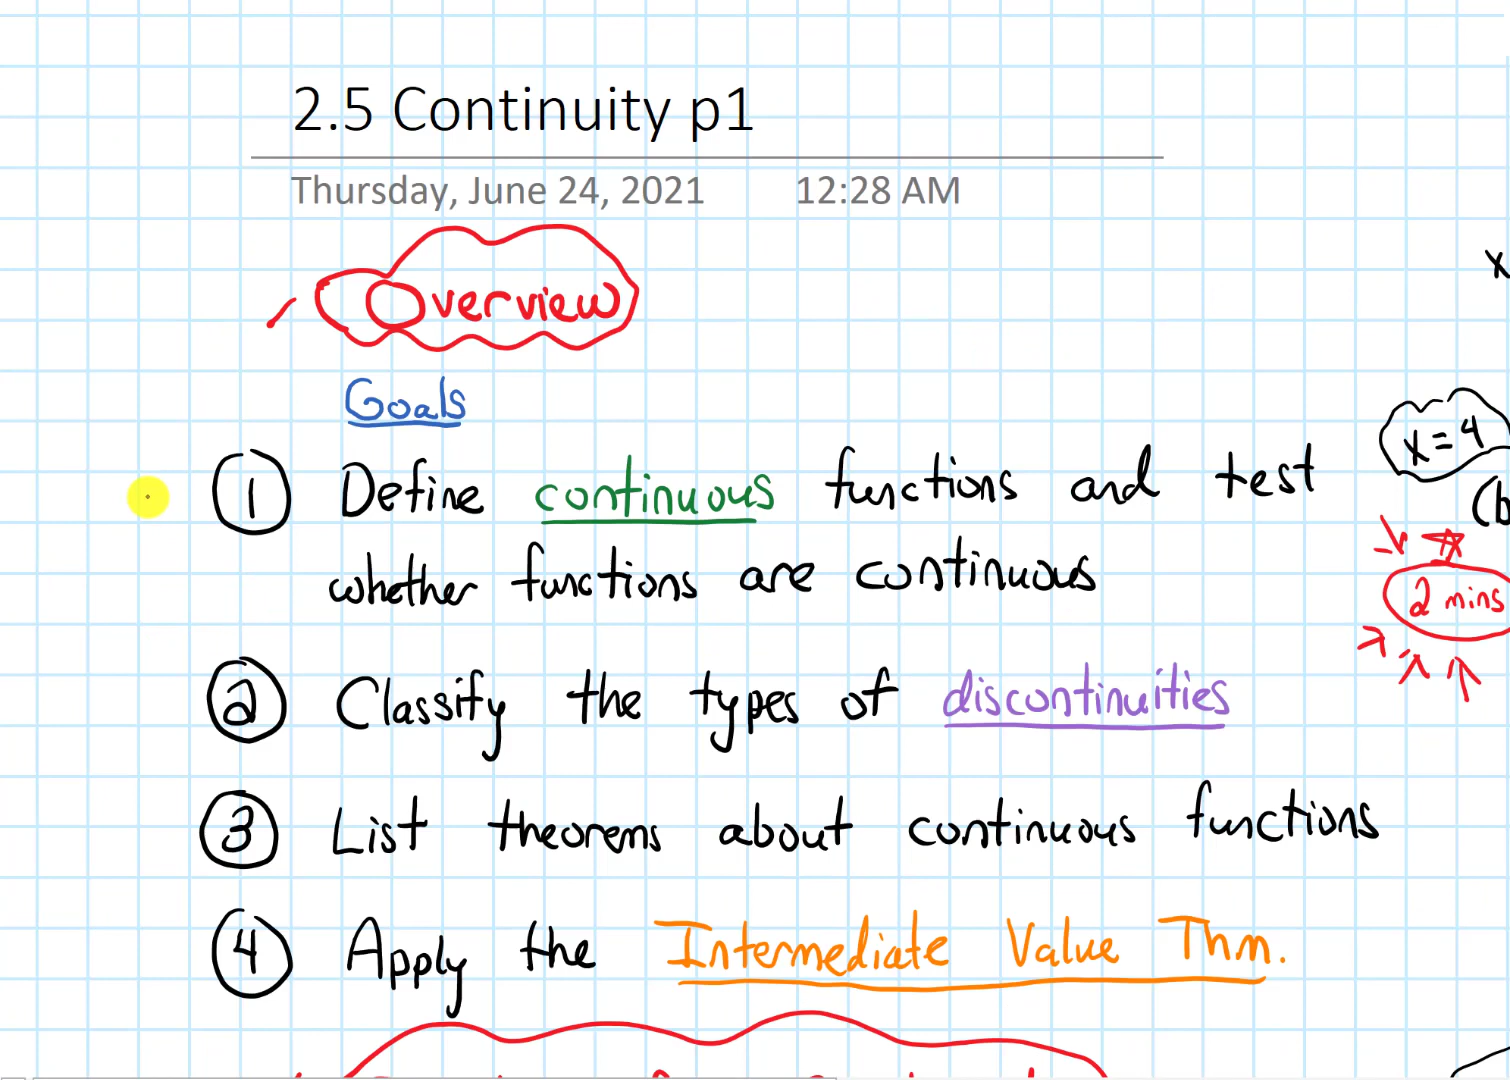 2.5 Continuity p1
Thursday, June 24, 2021 12:28 AM
Overview
Goals
1 Define continuous functions and test
whether functions are continuous
2 Classify the types of discontinuities
3 List theorems about continuous functions
4 Apply the Intermediate Value Thm.
x
x=4
(b
2 mins